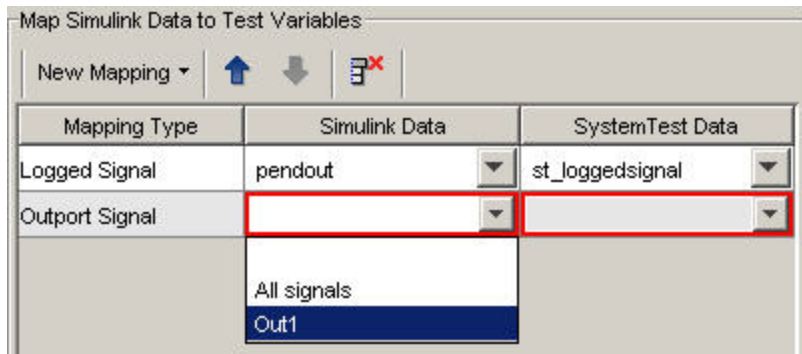 Map Simulink Data to Test Variables
New Mapping
Mapping Type Simulink Data SystemTest Data
Logged Signal pendout st_loggedsignal
Outport Signal
All signals
Out1